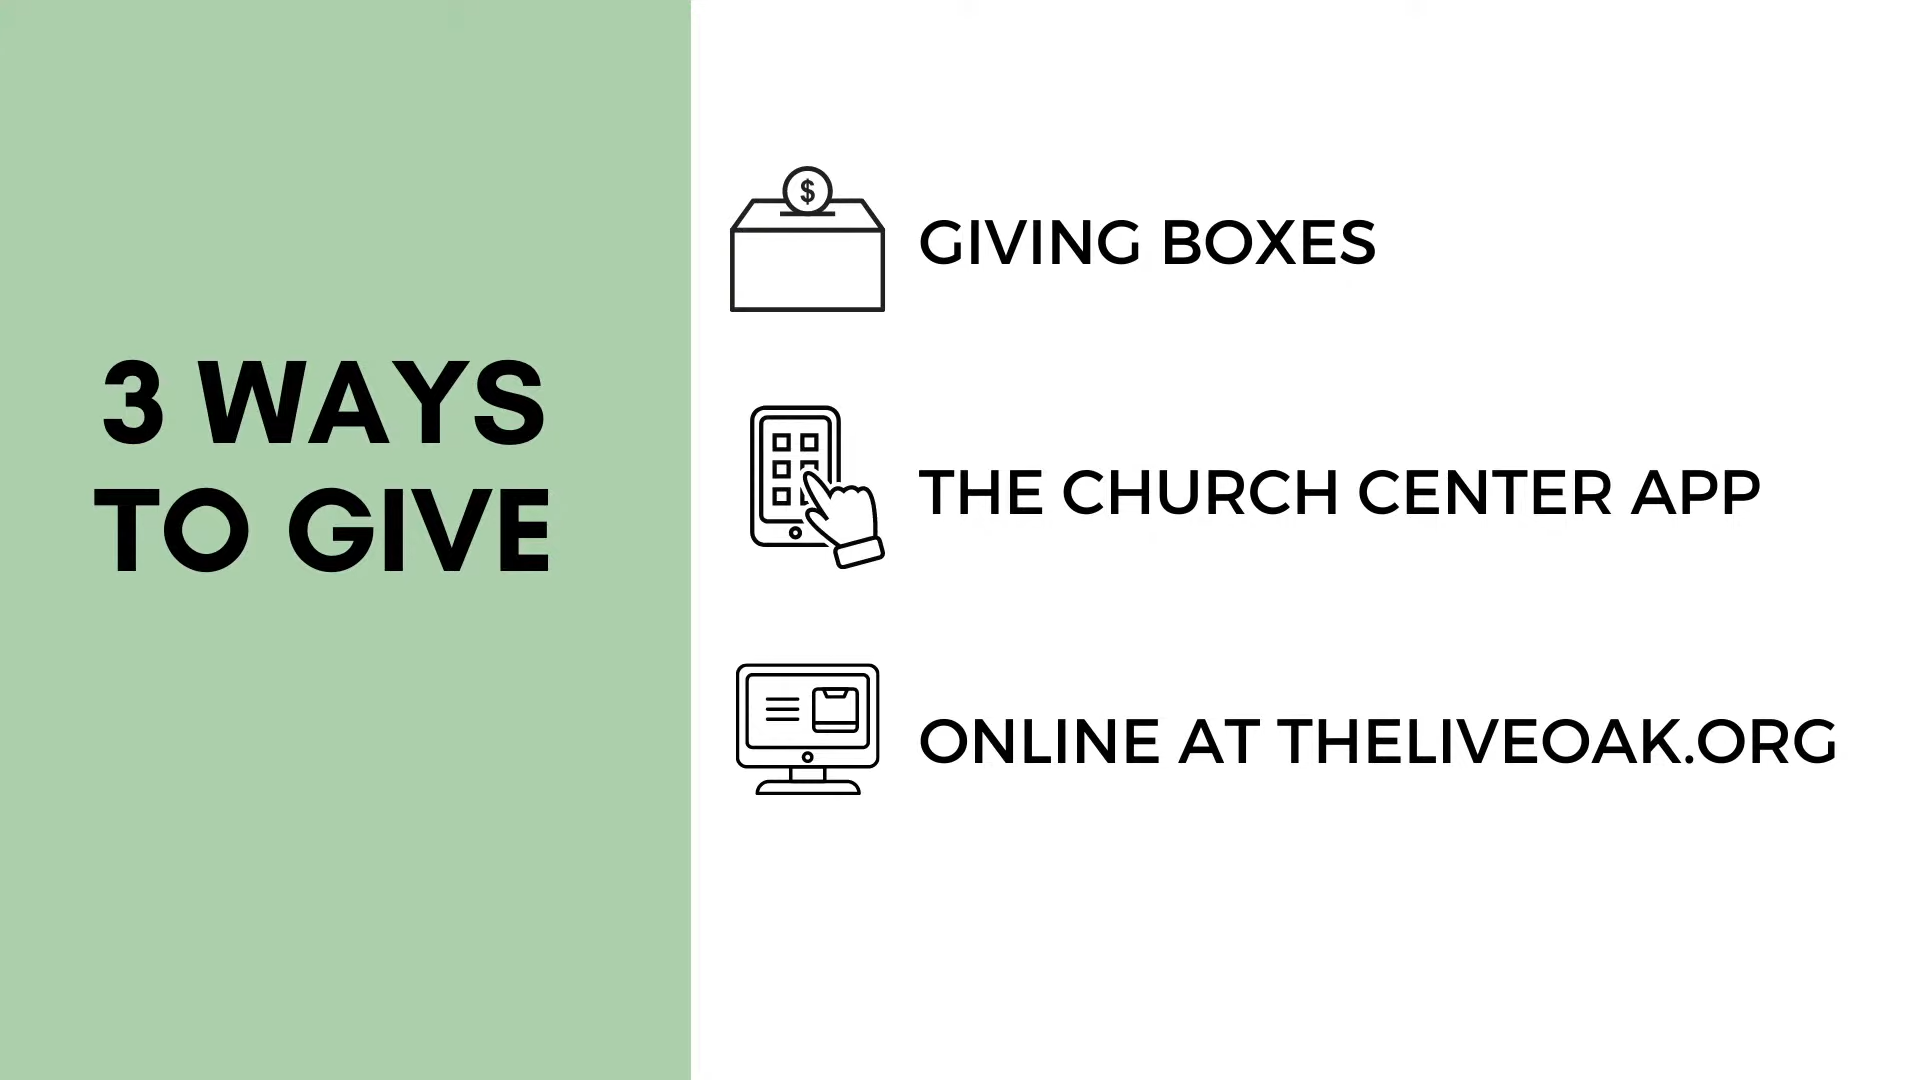 3 WAYS
TO GIVE
$
GIVING BOXES
THE CHURCH CENTER APP
ONLINE AT THELIVEOAK.ORG